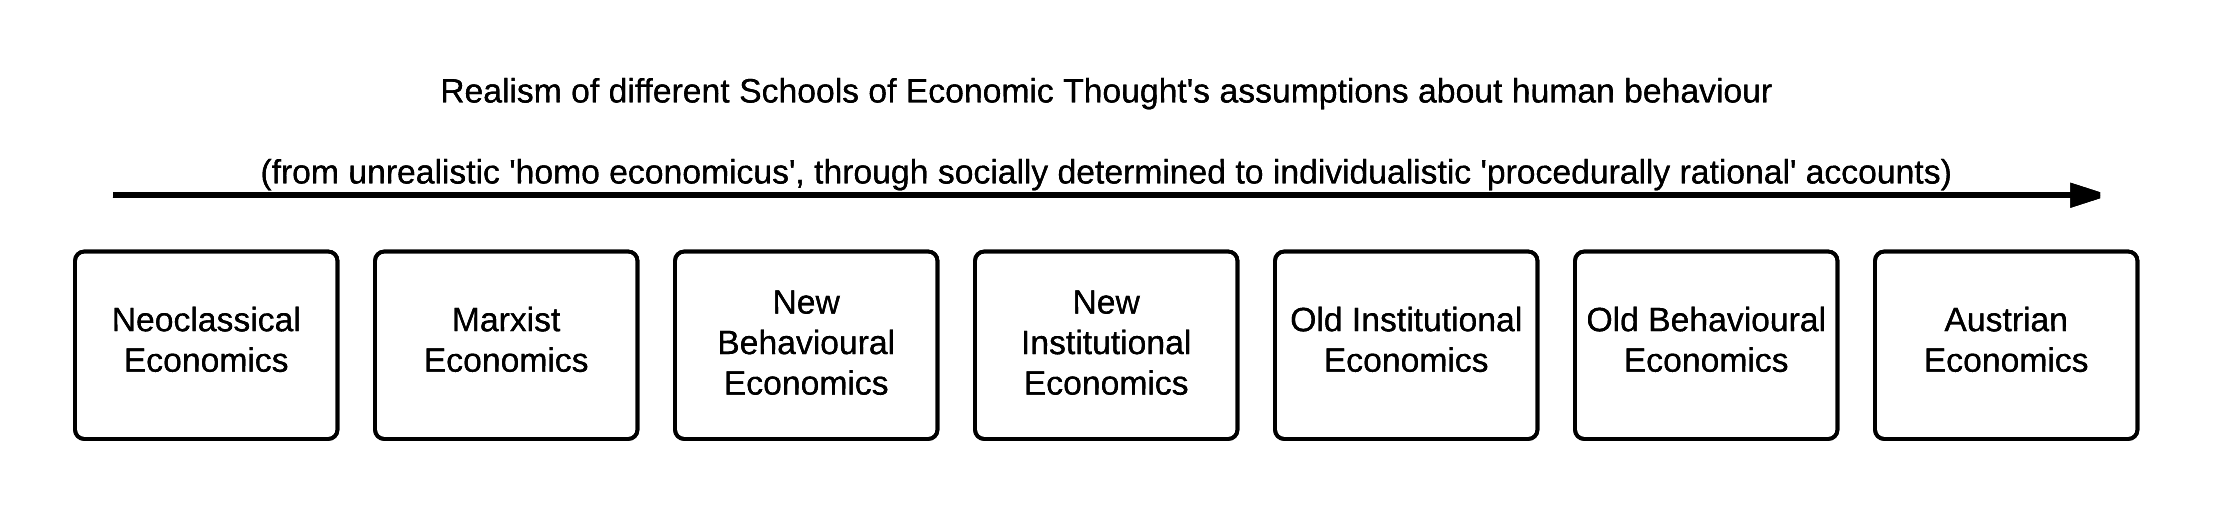 Realism of different Schools of Economic Thought's assumptions about human behaviour
(from unrealistic 'homo economicus', through socially determined to individualistic 'procedurally rational' accounts)
Neoclassical
Economics
Marxist
Economics
New
Behavioural
Economics
New
Institutional
Economics
Old Institutional
Economics
Old Behavioural
Economics
Austrian
Economics